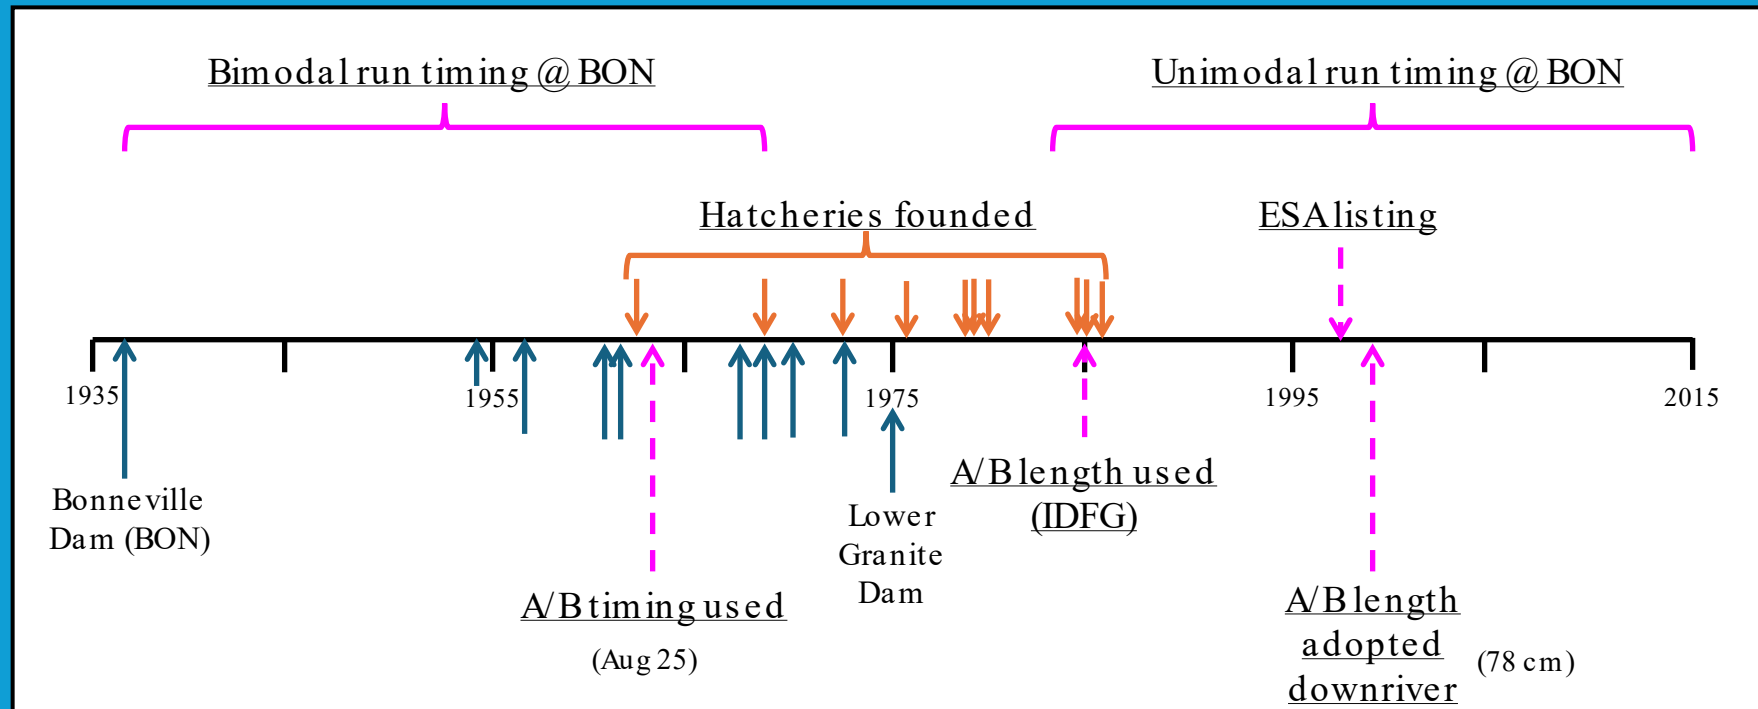 Bimodal run timing @ BON
Unimodal run timing @ BON
Hatcheries founded
ESA listing
1935
1955
1975
1995
2015
Bonneville
Dam (BON)
A/B timing used
(Aug 25)
Lower
Granite
Dam
A/B length used
(IDFG)
A/B length
adopted
downriver
(78 cm)